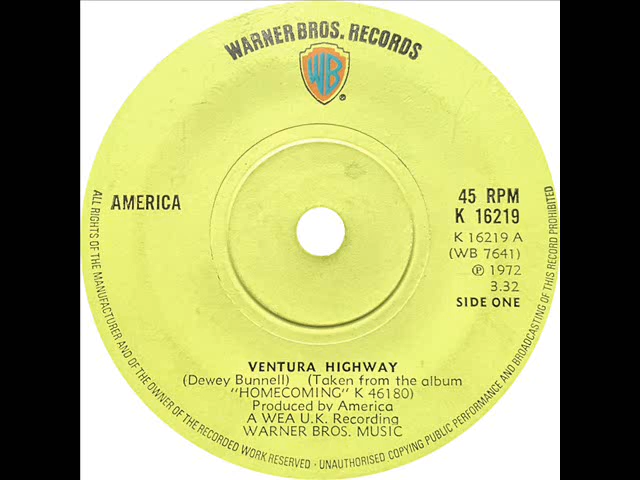 WARNER BROS. RECORDS
WB
®
AMERICA
45 RPM
K 16219
K 16219 A
(WB 7641)
℗ 1972
3.32
SIDE ONE
VENTURA HIGHWAY
(Dewey Bunnell) (Taken from the album
"HOMECOMING" K 46180)
Produced by America
A WEA U.K. Recording
WARNER BROS. MUSIC
ALL RIGHTS OF THE MANUFACTURER AND OF THE OWNER OF THE RECORDED WORK RESERVED - UNAUTHORISED COPYING PUBLIC PERFORMANCE AND BROADCASTING OF THIS RECORD PROHIBITED